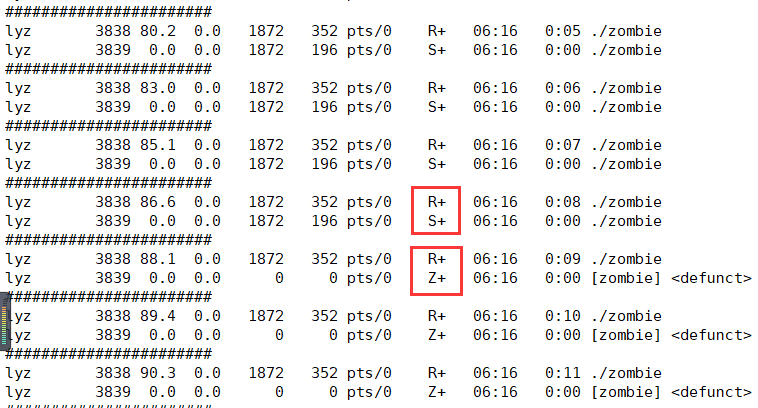 #######################
lyz 3838 80.2 0.0 1872 352 pts/0 R+ 06:16 0:05 ./zombie
lyz 3839 0.0 0.0 1872 196 pts/0 S+ 06:16 0:00 ./zombie
#######################
lyz 3838 83.0 0.0 1872 352 pts/0 R+ 06:16 0:06 ./zombie
lyz 3839 0.0 0.0 1872 196 pts/0 S+ 06:16 0:00 ./zombie
#######################
lyz 3838 85.1 0.0 1872 352 pts/0 R+ 06:16 0:07 ./zombie
lyz 3839 0.0 0.0 1872 196 pts/0 S+ 06:16 0:00 ./zombie
#######################
lyz 3838 86.6 0.0 1872 352 pts/0 R+ 06:16 0:08 ./zombie
lyz 3839 0.0 0.0 1872 196 pts/0 S+ 06:16 0:00 ./zombie
#######################
lyz 3838 88.1 0.0 1872 352 pts/0 R+ 06:16 0:09 ./zombie
lyz 3839 0.0 0.0 0 0 pts/0 Z+ 06:16 0:00 [zombie] <defunct>
#######################
lyz 3838 89.4 0.0 1872 352 pts/0 R+ 06:16 0:10 ./zombie
lyz 3839 0.0 0.0 0 0 pts/0 Z+ 06:16 0:00 [zombie] <defunct>
#######################
lyz 3838 90.3 0.0 1872 352 pts/0 R+ 06:16 0:11 ./zombie
lyz 3839 0.0 0.0 0 0 pts/0 Z+ 06:16 0:00 [zombie] <defunct>
#######################